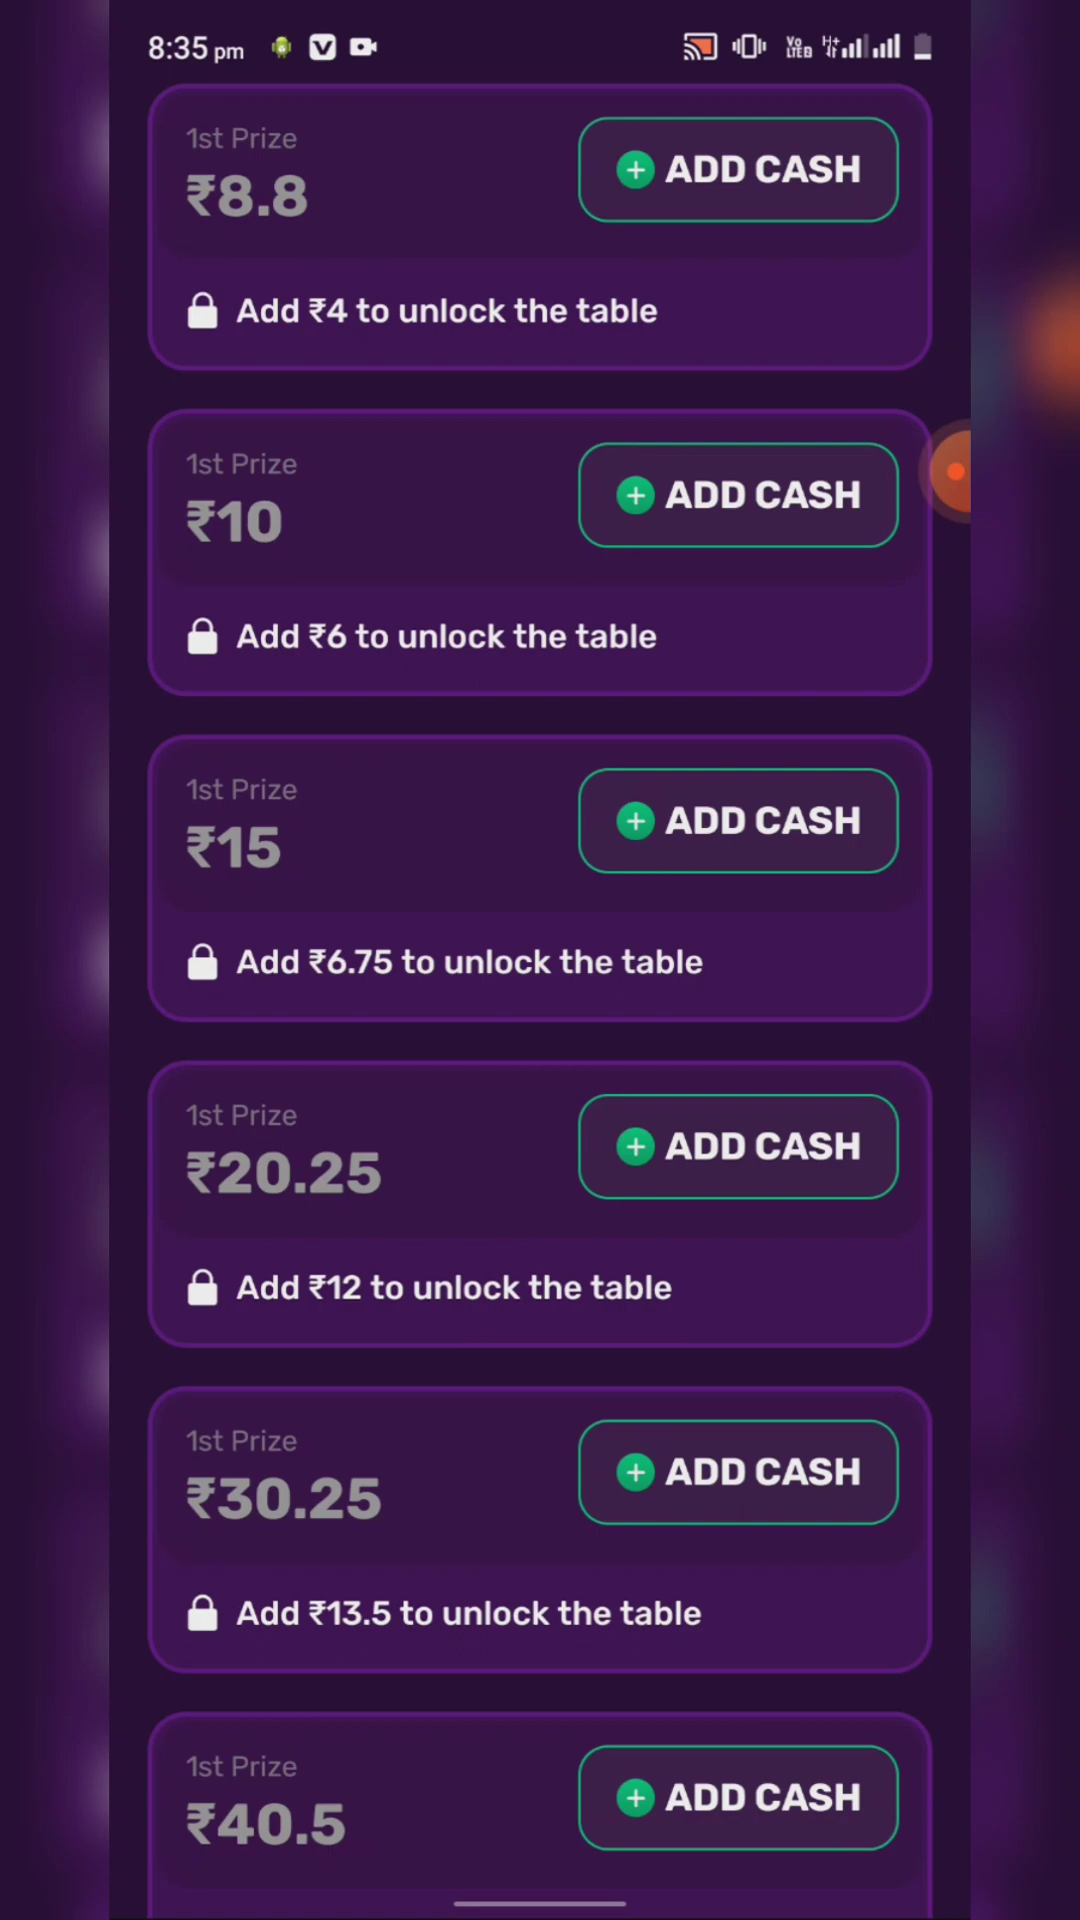 8:35 pm
Vo LTE 2 H+
1st Prize
₹8.8
ADD CASH
Add ₹4 to unlock the table
1st Prize
₹10
ADD CASH
Add ₹6 to unlock the table
1st Prize
₹15
ADD CASH
Add ₹6.75 to unlock the table
1st Prize
₹20.25
ADD CASH
Add ₹12 to unlock the table
1st Prize
₹30.25
ADD CASH
Add ₹13.5 to unlock the table
1st Prize
₹40.5
ADD CASH